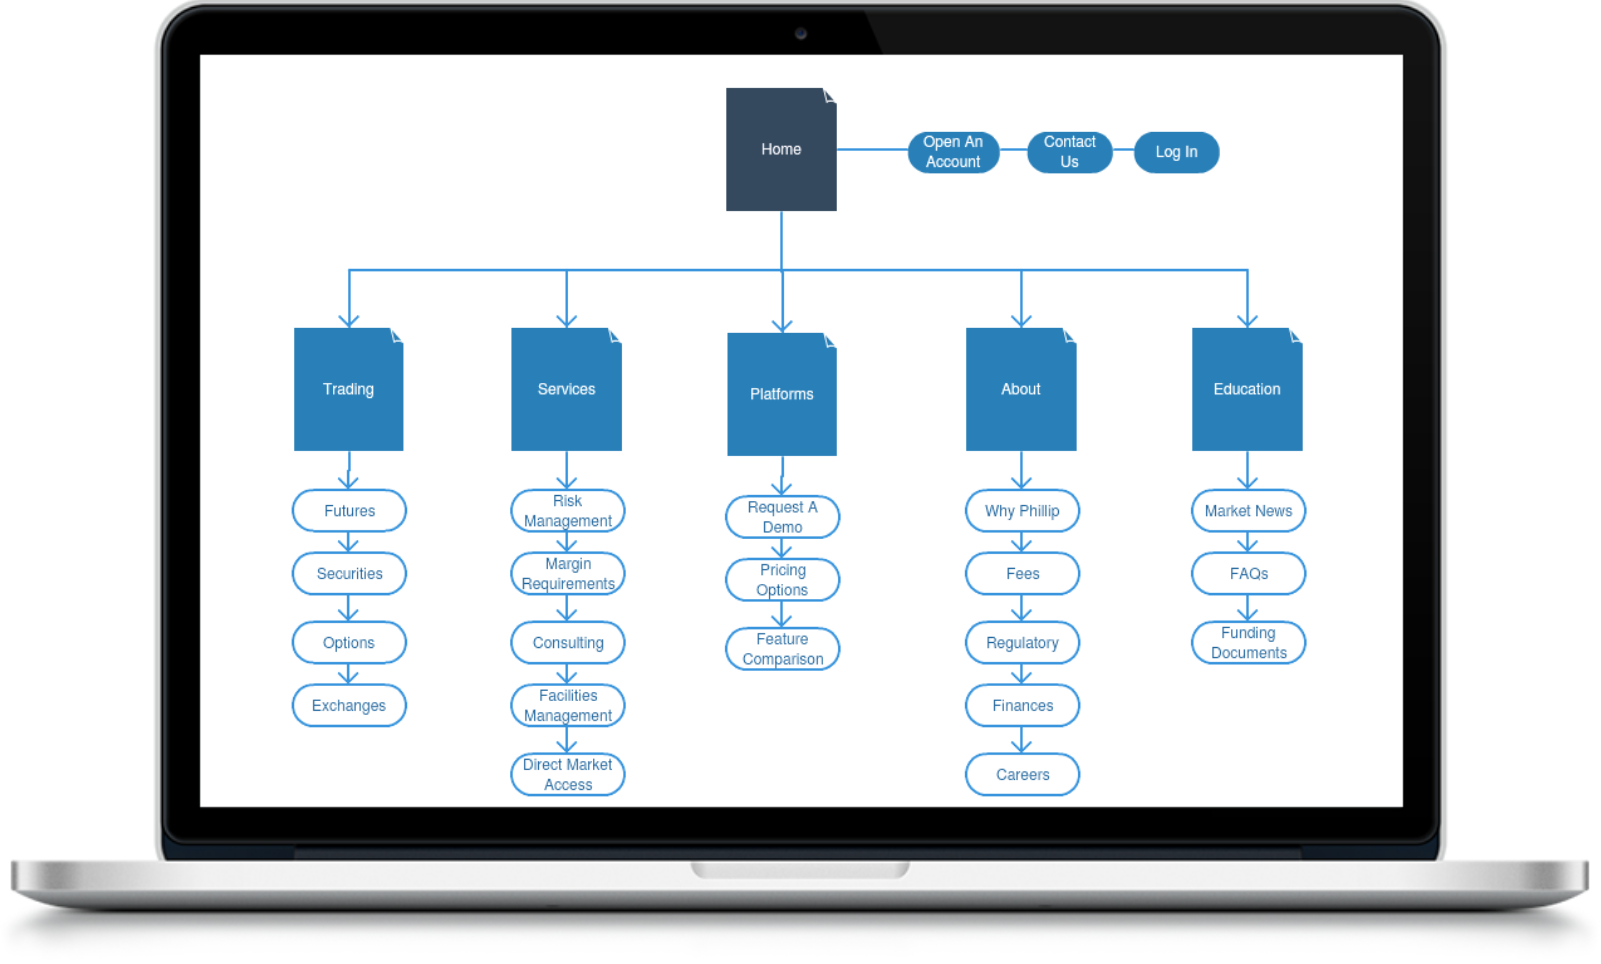 Home
Open An
Account
Contact
Us
Log In
Trading
Services
Platforms
About
Education
Futures
Securities
Options
Exchanges
Risk
Management
Margin
Requirements
Consulting
Facilities
Management
Direct Market
Access
Request A
Demo
Pricing
Options
Feature
Comparison
Why Phillip
Fees
Regulatory
Finances
Careers
Market News
FAQs
Funding
Documents